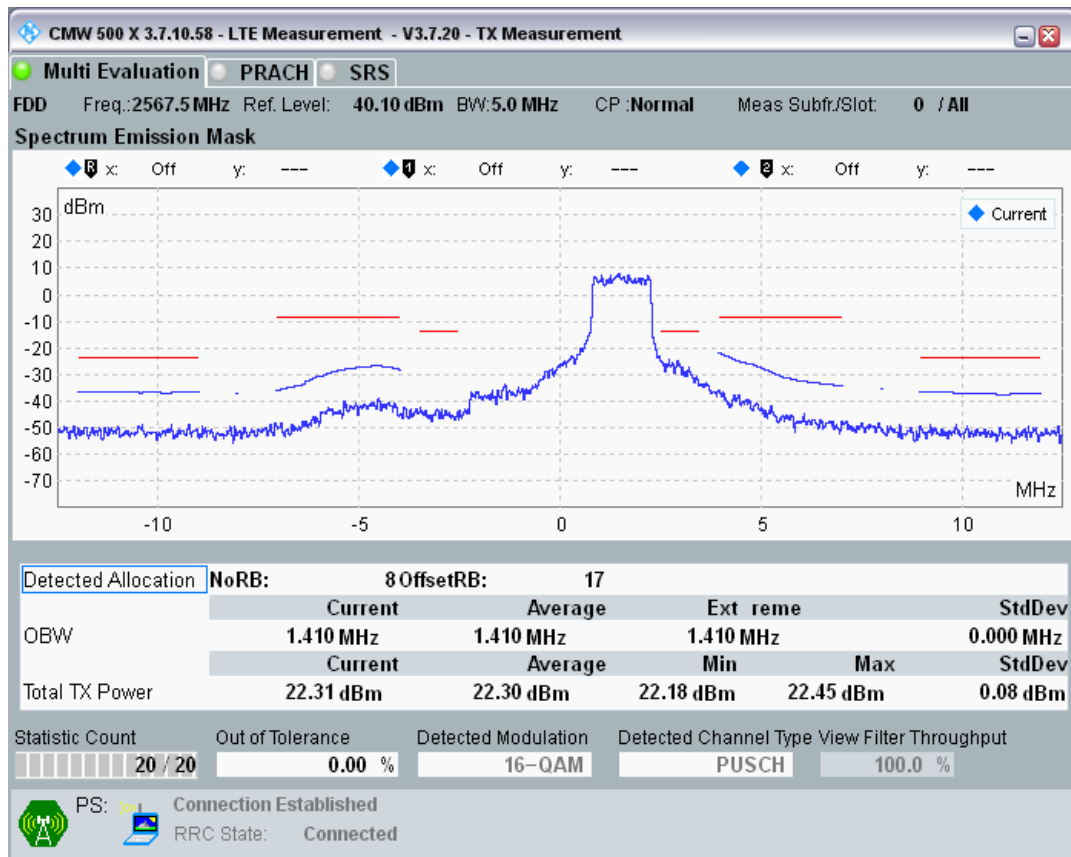 CMW 500 X 3.7.10.58 - LTE Measurement - V3.7.20 - TX Measurement
Multi Evaluation PRACH SRS
FDD Freq.:2567.5 MHz Ref. Level: 40.10 dBm BW:5.0 MHz CP :Normal Meas Subfr./Slot: 0 / All
Spectrum Emission Mask
R x: Off y: --- 1 x: Off y: --- 2 x: Off y: ---
dBm
Current
30
20
10
0
-10
-20
-30
-40
-50
-60
-70
MHz
-10 -5 0 5 10
Detected Allocation NoRB: 8 OffsetRB: 17
Current Average Ext reme StdDev
OBW 1.410 MHz 1.410 MHz 1.410 MHz 0.000 MHz
Current Average Min Max StdDev
Total TX Power 22.31 dBm 22.30 dBm 22.18 dBm 22.45 dBm 0.08 dBm
Statistic Count Out of Tolerance Detected Modulation Detected Channel Type View Filter Throughput
20 / 20 0.00 % 16-QAM PUSCH 100.0 %
PS: Connection Established
RRC State: Connected